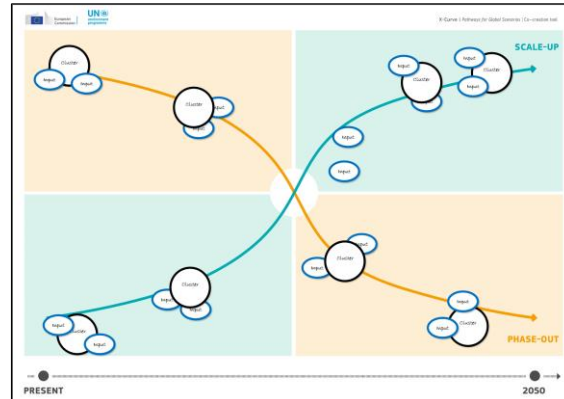 European
Commission
UN
environment
programme
X-Curve | Pathways for Global Scenarios | Co-creation tool
SCALE-UP
Cluster
Input
Input
Cluster
Input
Input
Input
Cluster
Input
Input
Cluster
Input
Input
Input
Cluster
Input
Input
Input
Input
Cluster
Input
Input
Input
Cluster
Input
Input
Cluster
PHASE-OUT
PRESENT
2050